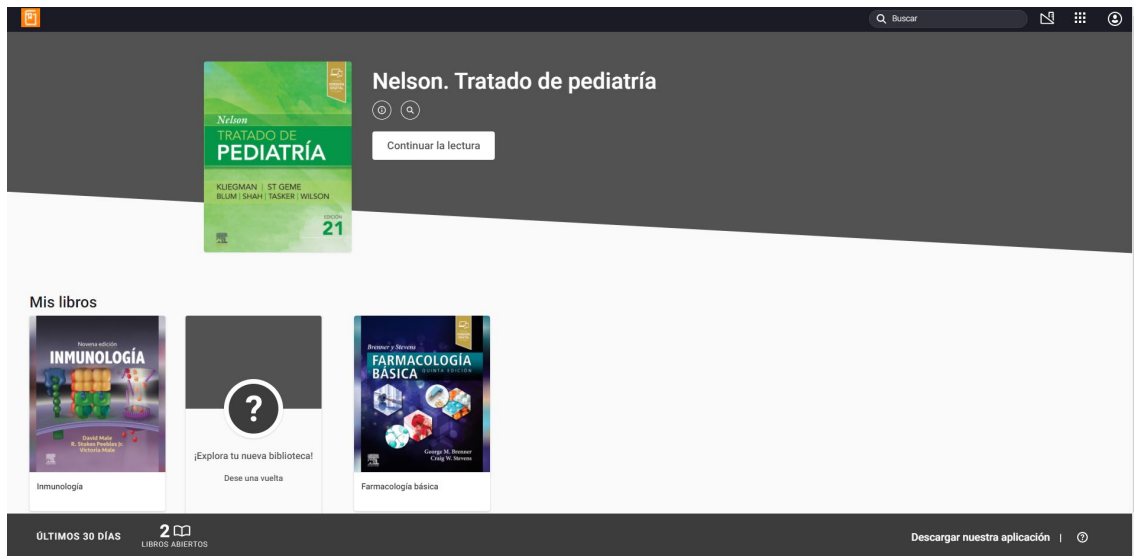 Buscar
Nelson. Tratado de pediatría
Continuar la lectura
Nelson
TRATADO DE
PEDIATRÍA
KLIEGMAN | ST GEME
BLUM | SHAH | TASKER | WILSON
EDICIÓN
21
Mis libros
Novena edición
INMUNOLOGÍA
David Male
R. Stokes Peebles Jr.
Victoria Male
Inmunología
?
¡Explora tu nueva biblioteca!
Dese una vuelta
Brenner y Stevens
FARMACOLOGÍA
BÁSICA QUINTA EDICIÓN
George M. Brenner
Craig W. Stevens
Farmacología básica
ÚLTIMOS 30 DÍAS
2
LIBROS ABIERTOS
Descargar nuestra aplicación |